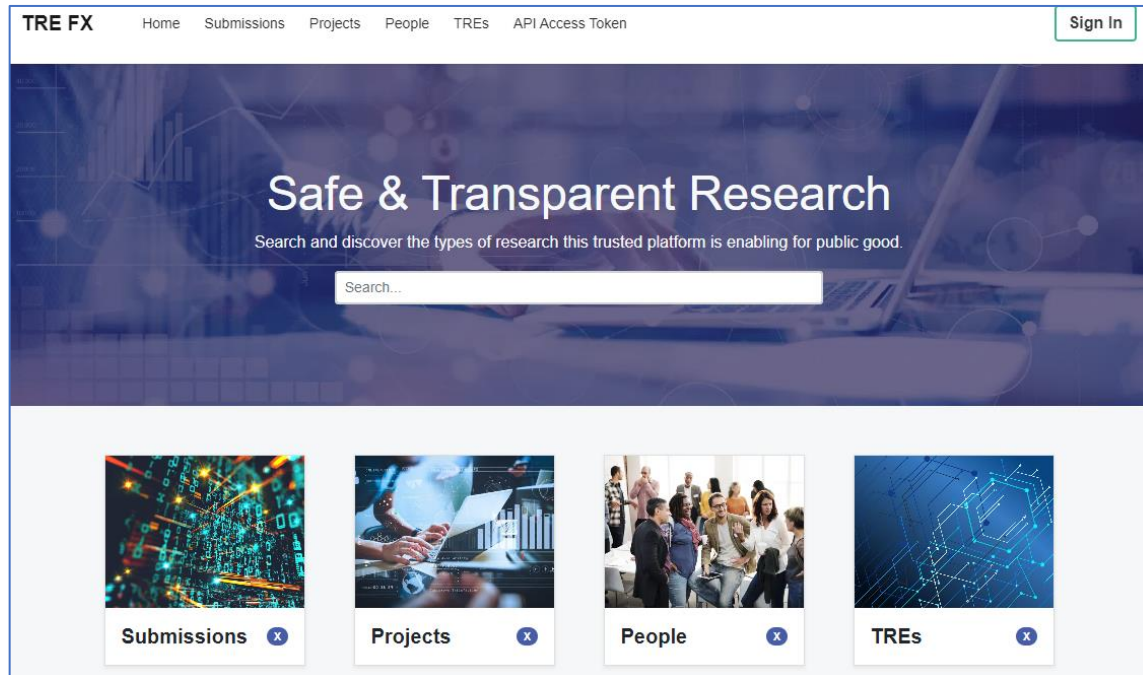 TRE FX
Home Submissions Projects People TREs API Access Token
Sign In
Safe & Transparent Research
Search and discover the types of research this trusted platform is enabling for public good.
Search...
Submissions X
Projects X
People X
TREs X